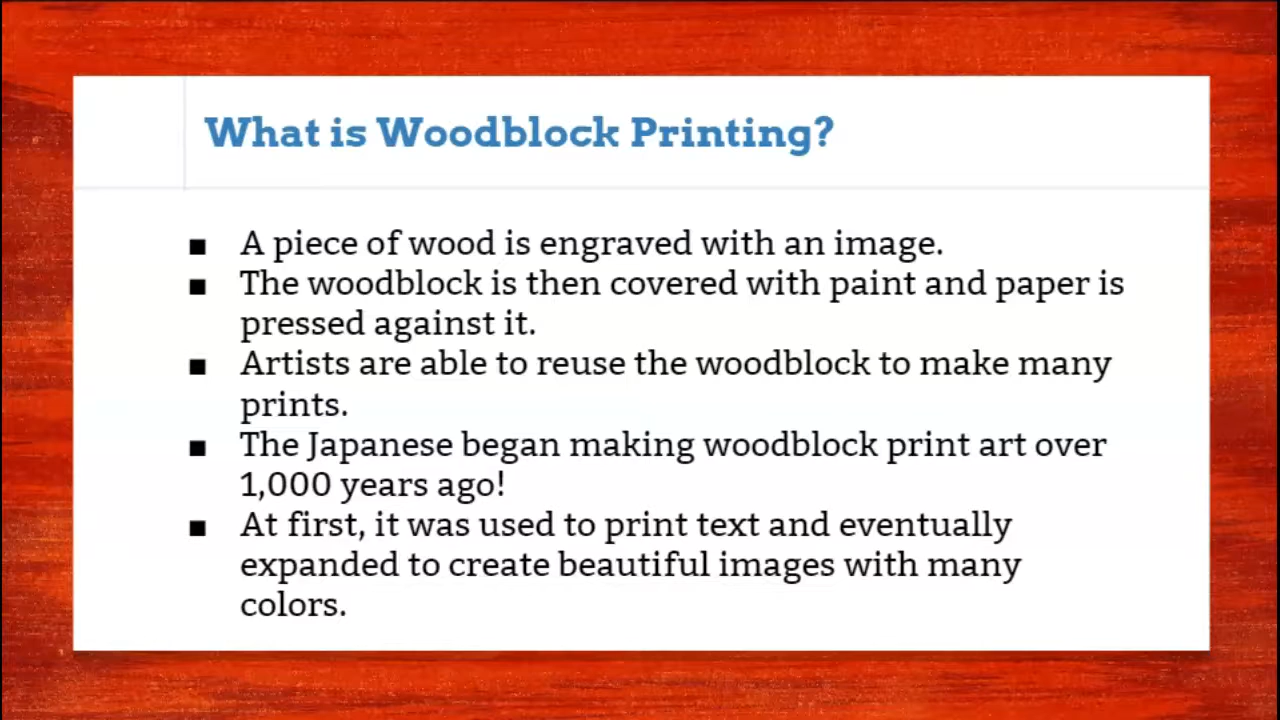 What is Woodblock Printing?
■ A piece of wood is engraved with an image.
■ The woodblock is then covered with paint and paper is
pressed against it.
■ Artists are able to reuse the woodblock to make many
prints.
■ The Japanese began making woodblock print art over
1,000 years ago!
■ At first, it was used to print text and eventually
expanded to create beautiful images with many
colors.